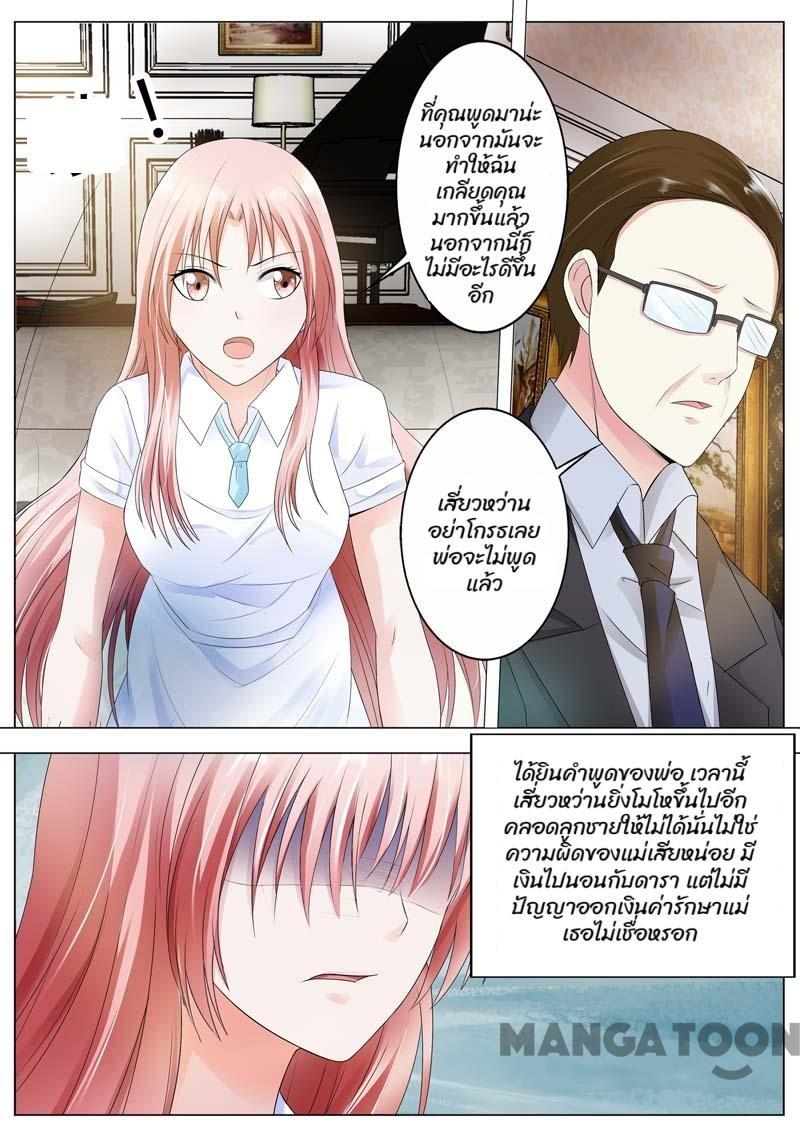 !
ที่คุณพูดมาน่ะ
นอกจากมันจะ
ทำให้ฉัน
เกลียดคุณ
มากขึ้นแล้ว
นอกจากนี้ก็
ไม่มีอะไรดีขึ้น
อีก
เสี่ยวหว่าน
อย่าโกรธเลย
พ่อจะไม่พูด
แล้ว
ได้ยินคำพูดของพ่อ เวลานี้
เสี่ยวหว่านยิ่งโมโหขึ้นไปอีก
คลอดลูกชายให้ไม่ได้นั่นไม่ใช่
ความผิดของแม่เสียหน่อย มี
เงินไปนอนกับดารา แต่ไม่มี
ปัญญาออกเงินค่ารักษาแม่
เธอไม่เชื่อหรอก
MANGATOON